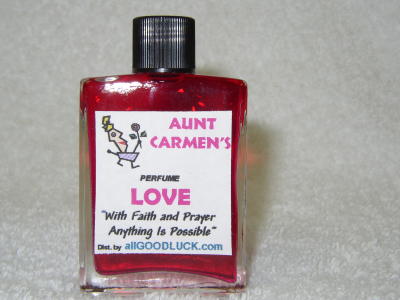 AUNT
CARMEN'S
PERFUME
LOVE
"With Faith and Prayer
Anything Is Possible"
Dist. by allGOODLUCK.com